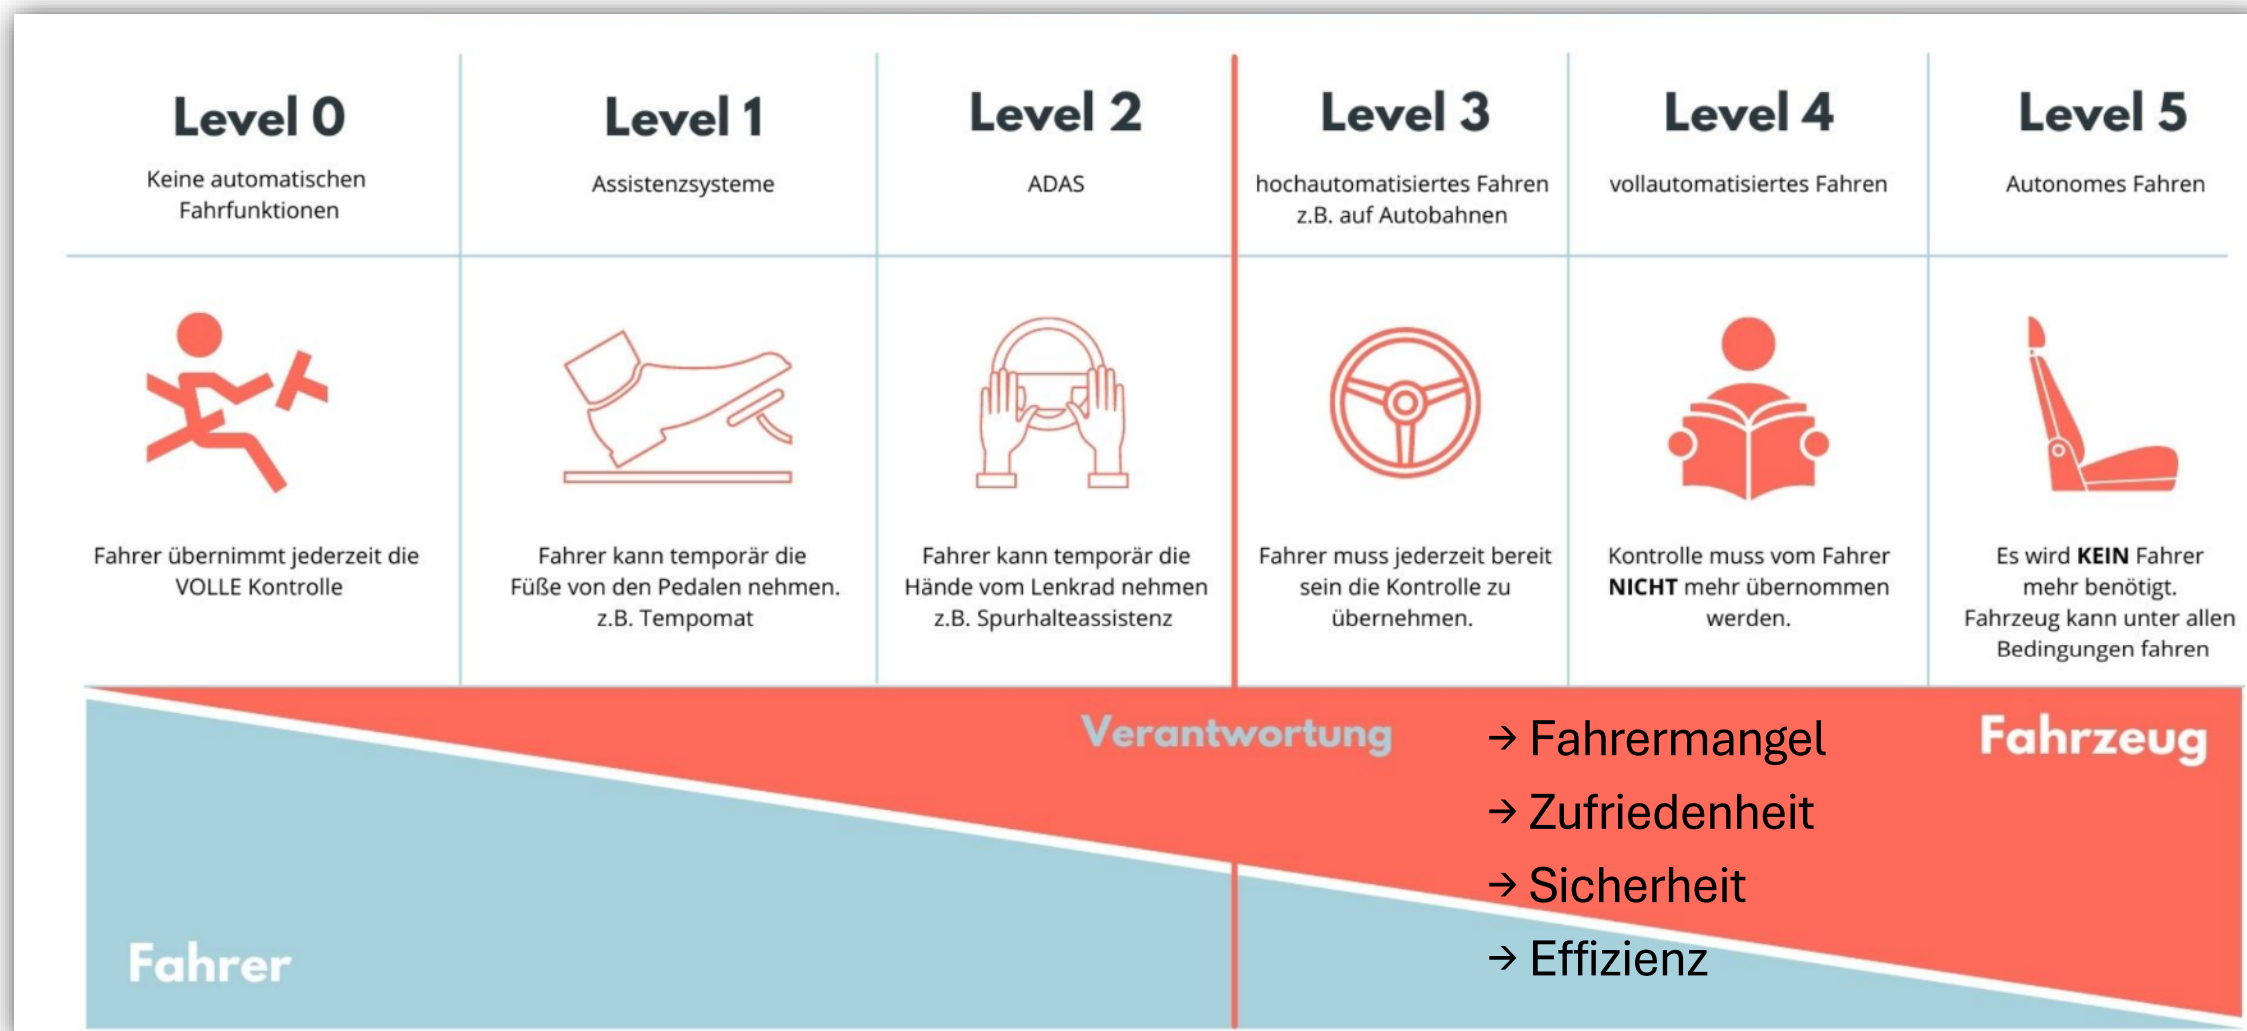 Level 0
Keine automatischen
Fahrfunktionen
Level 1
Assistenzsysteme
Level 2
ADAS
Level 3
hochautomatisiertes Fahren
z.B. auf Autobahnen
Level 4
vollautomatisiertes Fahren
Level 5
Autonomes Fahren
Fahrer übernimmt jederzeit die
VOLLE Kontrolle
Fahrer kann temporär die
Füße von den Pedalen nehmen.
z.B. Tempomat
Fahrer kann temporär die
Hände vom Lenkrad nehmen
z.B. Spurhalteassistenz
Fahrer muss jederzeit bereit
sein die Kontrolle zu
übernehmen.
Kontrolle muss vom Fahrer
NICHT mehr übernommen
werden.
Es wird KEIN Fahrer
mehr benötigt.
Fahrzeug kann unter allen
Bedingungen fahren
Verantwortung
→ Fahrermangel
→ Zufriedenheit
→ Sicherheit
→ Effizienz
Fahrzeug
Fahrer